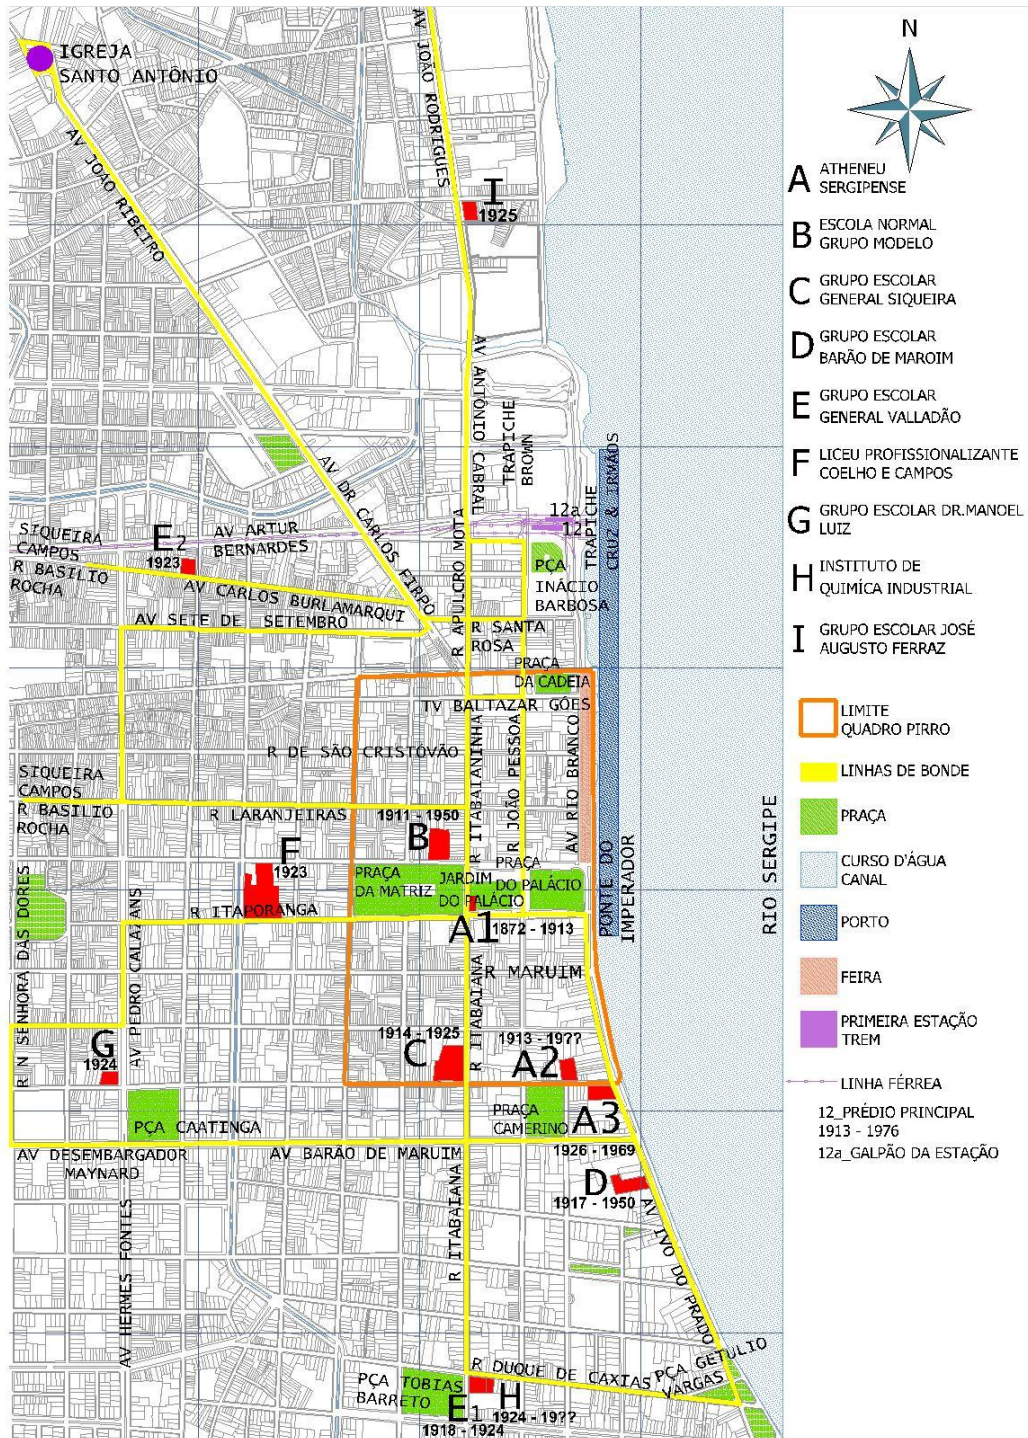 IGREJA
SANTO ANTÔNIO
AV JOÃO RODRIGUES
AV JOÃO RIBEIRO
I
1925
AV ANTÔNIO CABRAL
TRAPICHE
BROWN
AV DR CARLOS FIRPO
TRAPICHE
CRUZ & IRMÃOS
12a
12
SIQUEIRA
CAMPOS
R BASILIO
ROCHA
E2
1923
AV ARTUR
BERNARDES
AV CARLOS BURLAMARQUI
AV SETE DE SETEMBRO
R APULCRO MOTA
PÇA
INÁCIO
BARBOSA
R SANTA
ROSA
PRAÇA
DA CADEIA
TV BALTAZAR GÓES
R DE SÃO CRISTÓVÃO
R ITABAIANINHA
R JOÃO PESSOA
AV RIO BRANCO
SIQUEIRA
CAMPOS
R BASILIO
ROCHA
R LARANJEIRAS
1911 - 1950
B
F
1923
PRAÇA
DA MATRIZ
JARDIM
DO PALÁCIO
PRAÇA
DO PALÁCIO
PONTE DO
IMPERADOR
RIO SERGIPE
R N SENHORA DAS DORES
AV PEDRO CALAZANS
R ITAPORANGA
A1
1872 - 1913
R MARUIM
R ITABAIANA
1914 - 1925
C
1913 - 19??
A2
G
1924
PRAÇA
CAMERINO
A3
1926 - 1969
PÇA CAATINGA
AV DESEMBARGADOR
MAYNARD
AV BARÃO DE MARUIM
D
1917 - 1950
AV HERMES FONTES
R ITABAIANA
AV IVO DO PRADO
R DUQUE DE CAXIAS
PÇA GETULIO
VARGAS
PÇA TOBIAS
BARRETO
E1
1918 - 1924
H
1924 - 19??
N
A ATHENEU
SERGIPENSE
B ESCOLA NORMAL
GRUPO MODELO
C GRUPO ESCOLAR
GENERAL SIQUEIRA
D GRUPO ESCOLAR
BARÃO DE MAROIM
E GRUPO ESCOLAR
GENERAL VALLADÃO
F LICEU PROFISSIONALIZANTE
COELHO E CAMPOS
G GRUPO ESCOLAR DR.MANOEL
LUIZ
H INSTITUTO DE
QUIMÍCA INDUSTRIAL
I GRUPO ESCOLAR JOSÉ
AUGUSTO FERRAZ
LIMITE
QUADRO PIRRO
LINHAS DE BONDE
PRAÇA
CURSO D'ÁGUA
CANAL
PORTO
FEIRA
PRIMEIRA ESTAÇÃO
TREM
LINHA FÉRREA
12_PRÉDIO PRINCIPAL
1913 - 1976
12a_GALPÃO DA ESTAÇÃO